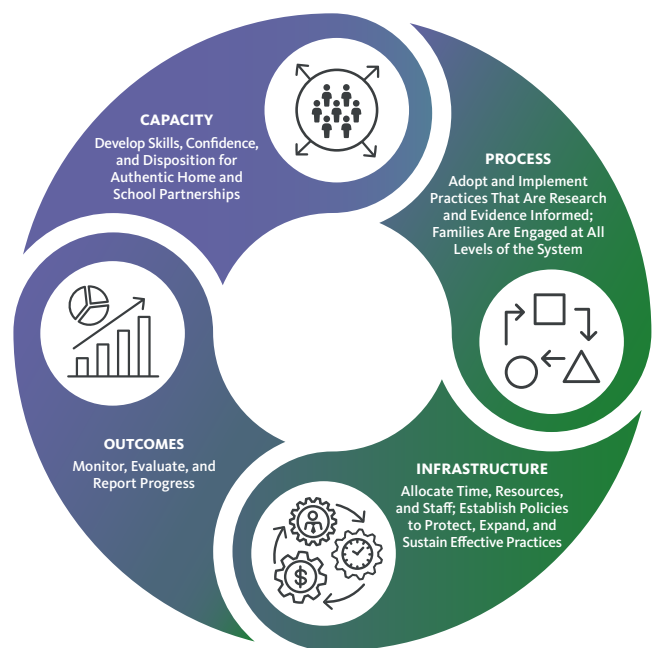 CAPACITY
Develop Skills, Confidence,
and Disposition for
Authentic Home and
School Partnerships
PROCESS
Adopt and Implement
Practices That Are Research
and Evidence Informed;
Families Are Engaged at All
Levels of the System
INFRASTRUCTURE
Allocate Time, Resources,
and Staff; Establish Policies
to Protect, Expand, and
Sustain Effective Practices
$
OUTCOMES
Monitor, Evaluate, and
Report Progress